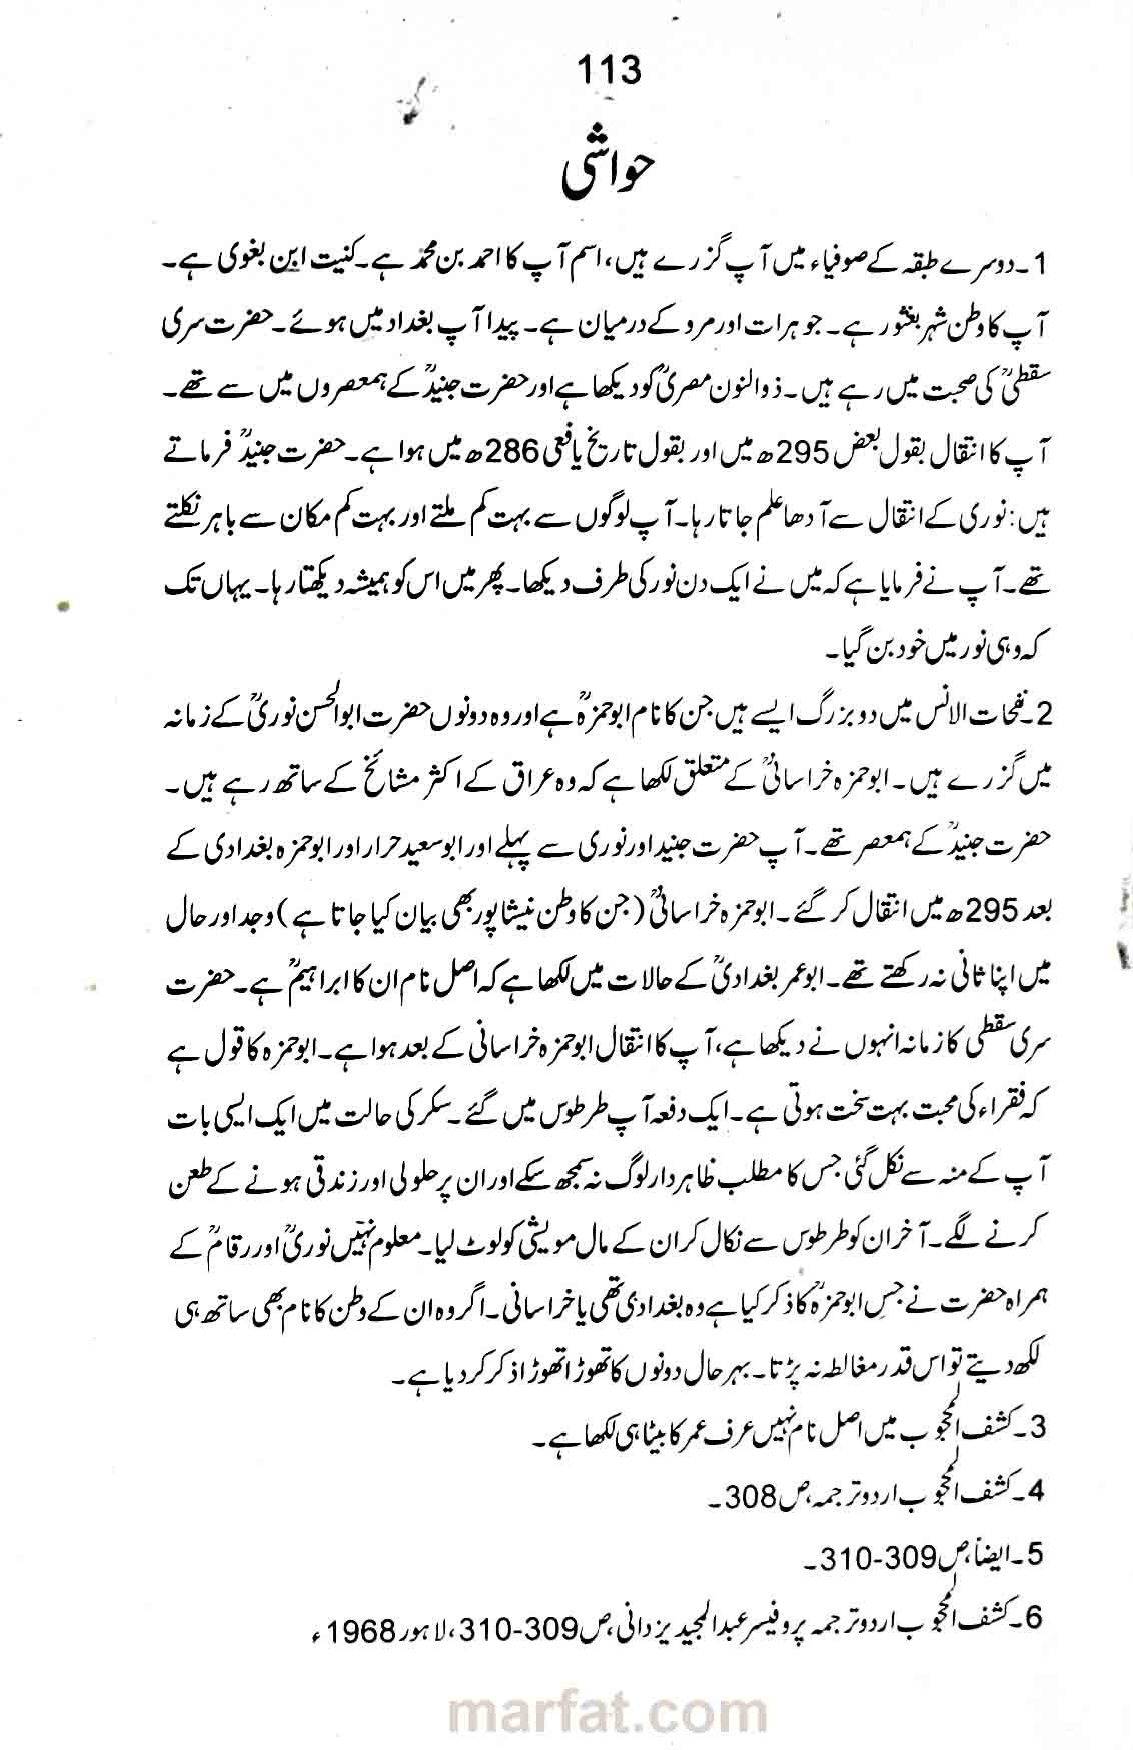 113
حواشی
1۔دوسرے طبقہ کے صوفیاء میں آپ گزرے ہیں، اسم آپ کا احمد بن محمد ہے۔ کنیت ابن بغوی ہے۔
آپ کا وطن شہر بغثور ہے۔ جو ہرات اور مرو کے درمیان ہے۔ پیدا آپ بغداد میں ہوئے۔ حضرت سری
سقطیؒ کی صحبت میں رہے ہیں۔ ذوالنون مصریؒ کو دیکھا ہے اور حضرت جنیدؒ کے ہمعصروں میں سے تھے۔
آپ کا انتقال بقول بعض 295ھ میں اور بقول تاریخ یافعی 286ھ میں ہوا ہے۔ حضرت جنیدؒ فرماتے
ہیں: نوری کے انتقال سے آدھا علم جاتا رہا۔ آپ لوگوں سے بہت کم ملتے اور بہت کم مکان سے باہر نکلتے
تھے۔ آپ نے فرمایا ہے کہ میں نے ایک دن نور کی طرف دیکھا۔ پھر میں اس کو ہمیشہ دیکھتا رہا۔ یہاں تک
کہ وہی نور میں خود بن گیا۔
2۔نفحات الانس میں دو بزرگ ایسے ہیں جن کا نام ابوحمزہؒ ہے اور وہ دونوں حضرت ابوالحسن نوریؒ کے زمانہ
میں گزرے ہیں۔ ابوحمزہ خراسانیؒ کے متعلق لکھا ہے کہ وہ عراق کے اکثر مشائخ کے ساتھ رہے ہیں۔
حضرت جنیدؒ کے ہمعصر تھے۔ آپ حضرت جنید اور نوری سے پہلے اور ابوسعید حرار اور ابوحمزہ بغدادی کے
بعد 295ھ میں انتقال کر گئے۔ ابوحمزہ خراسانیؒ (جن کا وطن نیشاپور بھی بیان کیا جاتا ہے) وجد اور حال
میں اپنا ثانی نہ رکھتے تھے۔ ابوعمر بغدادیؒ کے حالات میں لکھا ہے کہ اصل نام ان کا ابراہیمؒ ہے۔ حضرت
سری سقطی کا زمانہ انہوں نے دیکھا ہے، آپ کا انتقال ابوحمزہ خراسانی کے بعد ہوا ہے۔ ابوحمزہ کا قول ہے
کہ فقراء کی محبت بہت سخت ہوتی ہے۔ ایک دفعہ آپ طرطوس میں گئے۔ سکر کی حالت میں ایک ایسی بات
آپ کے منہ سے نکل گئی جس کا مطلب ظاہردار لوگ نہ سمجھ سکے اور ان پر حلولی اور زندقی ہونے کے طعن
کرنے لگے۔ آخر ان کو طرطوس سے نکال کر ان کے مال مویشی کو لوٹ لیا۔ معلوم نہیں نوریؒ اور رقامؒ کے
ہمراہ حضرت نے جس ابوحمزہؒ کا ذکر کیا ہے وہ بغدادی تھی یا خراسانی۔ اگر وہ ان کے وطن کا نام بھی ساتھ ہی
لکھ دیتے تو اس قدر مغالطہ نہ پڑتا۔ بہرحال دونوں کا تھوڑا تھوڑا ذکر کر دیا ہے۔
3۔کشف المحجوب میں اصل نام نہیں عرف عمر کا بیٹا ہی لکھا ہے۔
4۔کشف المحجوب اردو ترجمہ، ص 308۔
5۔ایضاً، ص 309-310۔
6۔کشف المحجوب اردو ترجمہ پروفیسر عبدالمجید یزدانی، ص 309-310، لاہور 1968ء
marfat.com